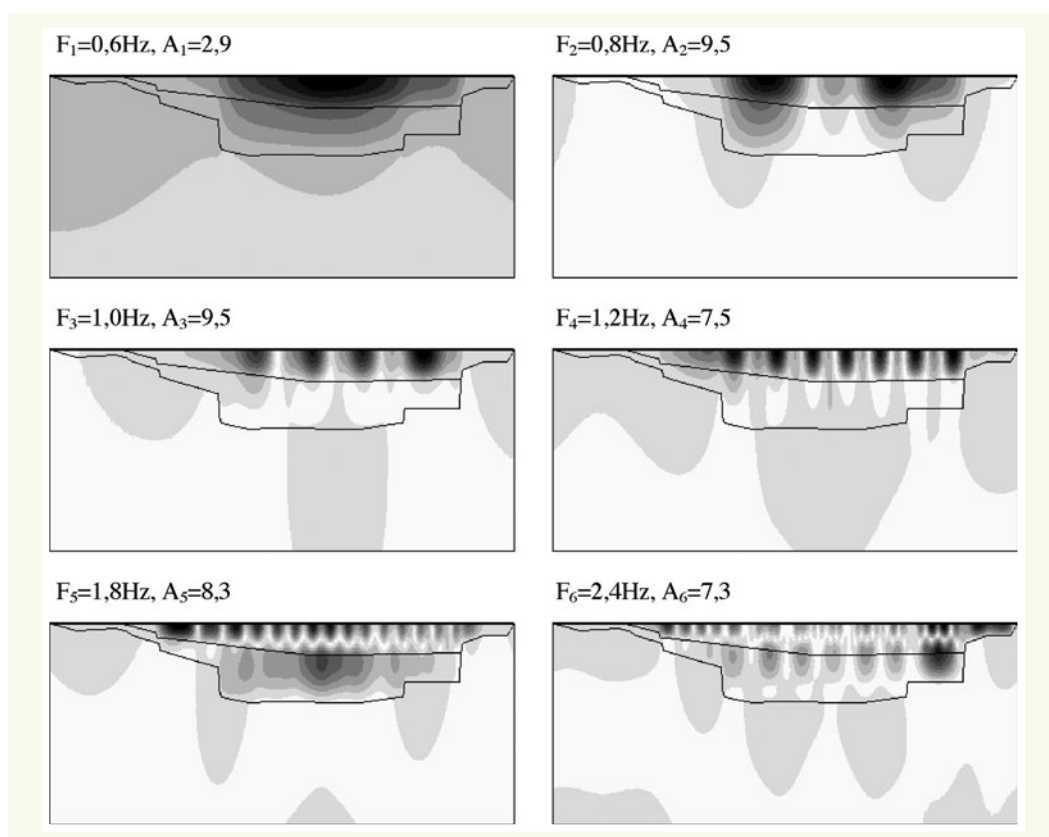 F₁=0,6Hz, A₁=2,9
F₂=0,8Hz, A₂=9,5
F₃=1,0Hz, A₃=9,5
F₄=1,2Hz, A₄=7,5
F₅=1,8Hz, A₅=8,3
F₆=2,4Hz, A₆=7,3